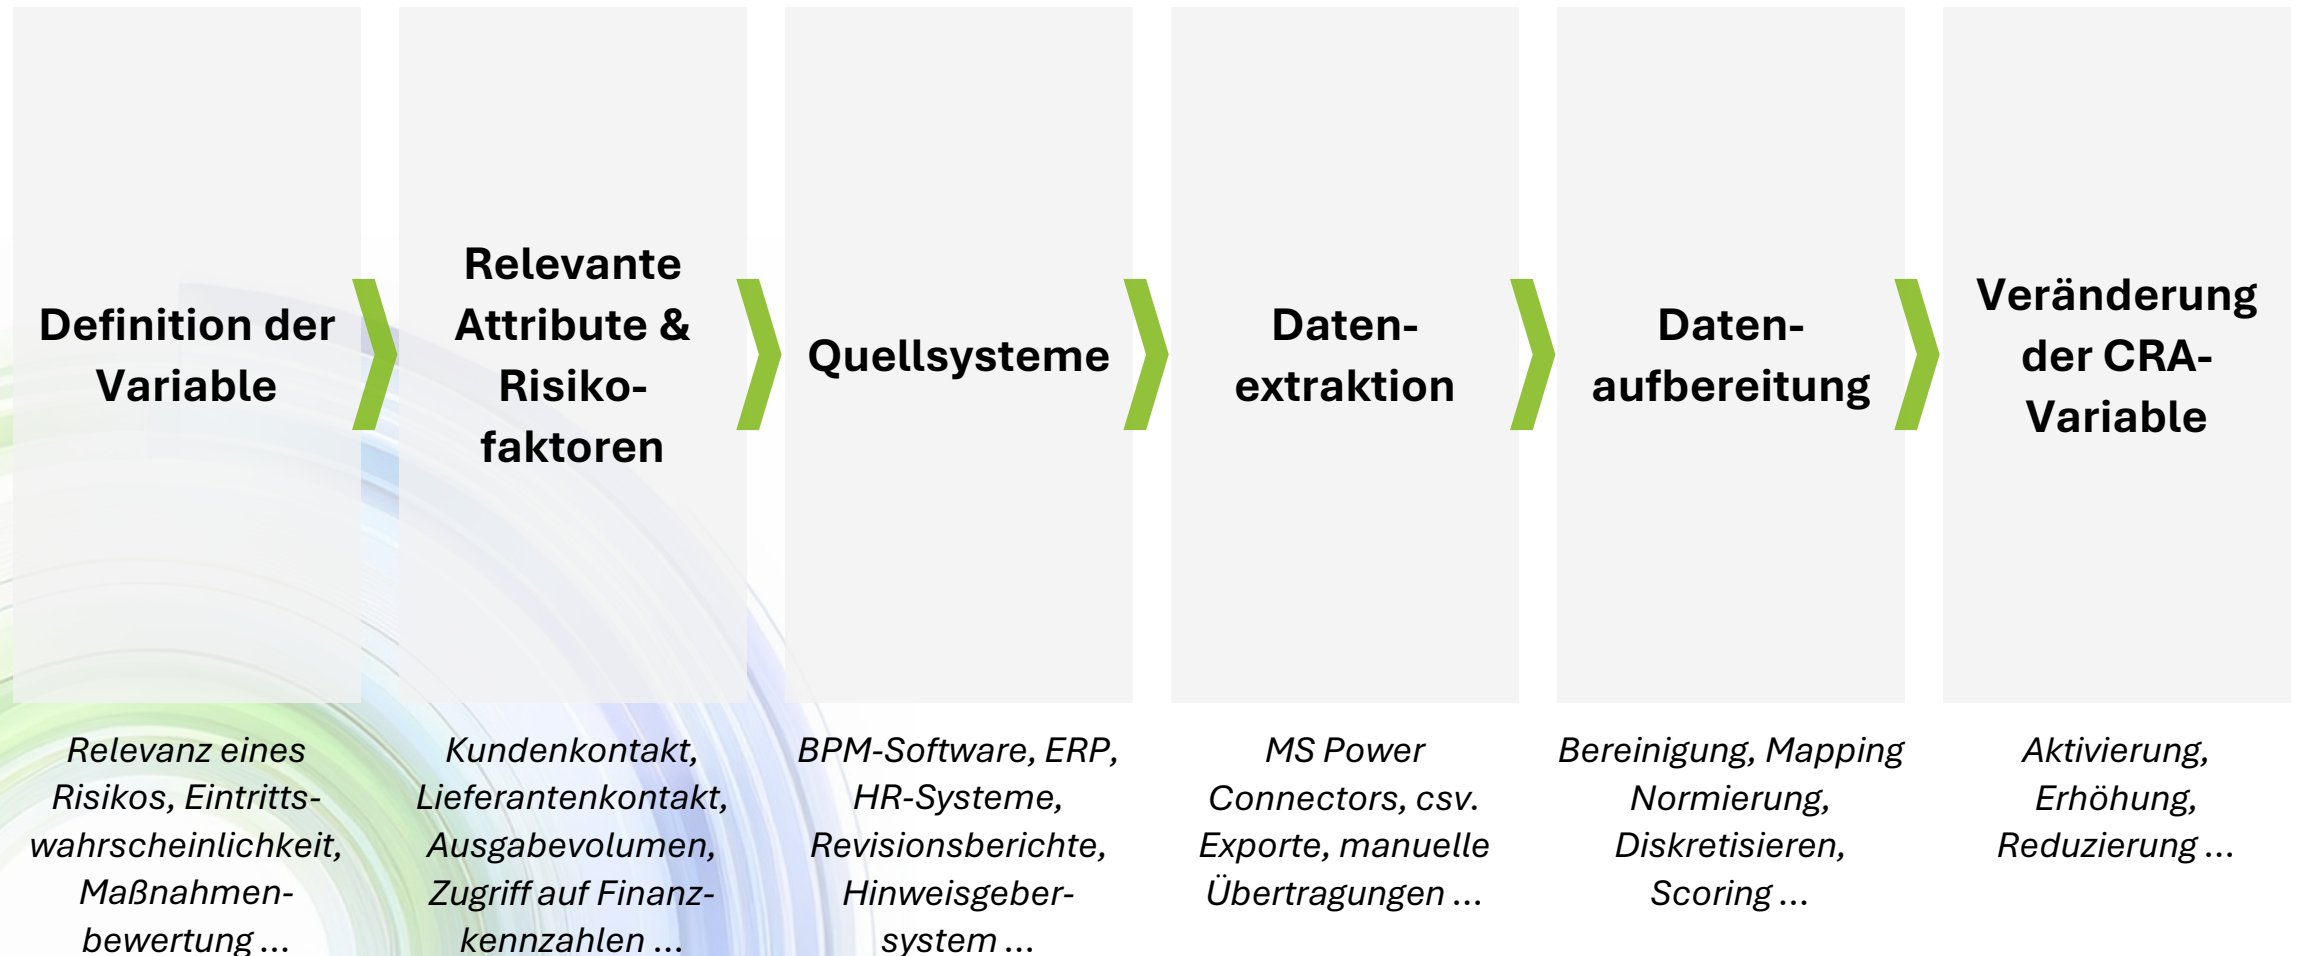 Definition der
Variable
Relevante
Attribute &
Risiko-
faktoren
Quellsysteme
Daten-
extraktion
Daten-
aufbereitung
Veränderung
der CRA-
Variable
Relevanz eines
Risikos, Eintritts-
wahrscheinlichkeit,
Maßnahmen-
bewertung ...
Kundenkontakt,
Lieferantenkontakt,
Ausgabevolumen,
Zugriff auf Finanz-
kennzahlen ...
BPM-Software, ERP,
HR-Systeme,
Revisionsberichte,
Hinweisgeber-
system ...
MS Power
Connectors, csv.
Exporte, manuelle
Übertragungen ...
Bereinigung, Mapping
Normierung,
Diskretisieren,
Scoring ...
Aktivierung,
Erhöhung,
Reduzierung ...